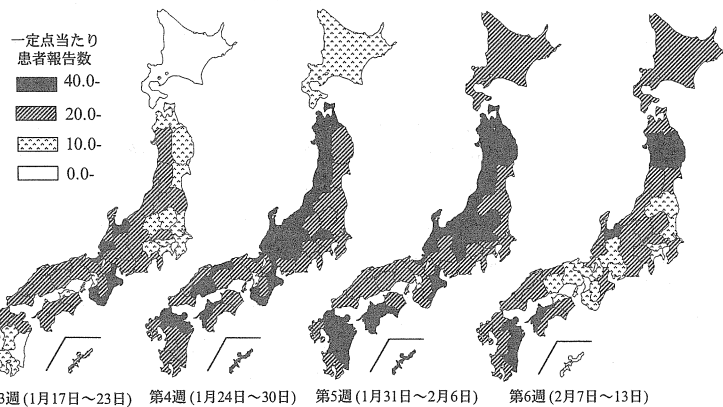 一定点当たり
患者報告数
40.0-
20.0-
10.0-
0.0-
3週 (1月17日～23日)
第4週 (1月24日～30日)
第5週 (1月31日～2月6日)
第6週 (2月7日～13日)